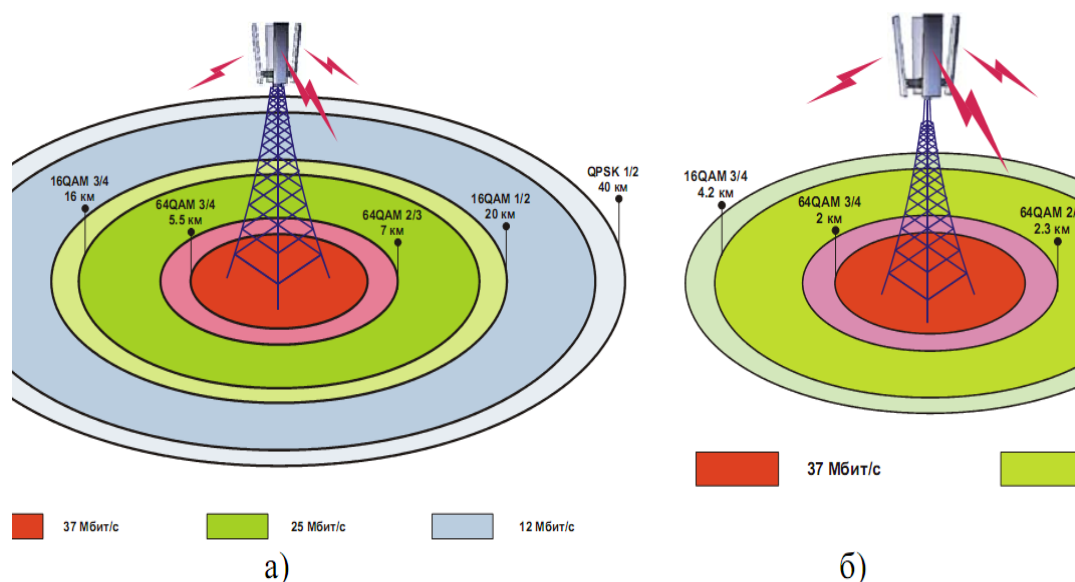 16QAM 3/4
16 км
64QAM 3/4
5.5 км
64QAM 2/3
7 км
16QAM 1/2
20 км
QPSK 1/2
40 км
37 Мбит/с
25 Мбит/с
12 Мбит/с
а)
16QAM 3/4
4.2 км
64QAM 3/4
2 км
64QAM 2/
2.3 км
37 Мбит/с
б)